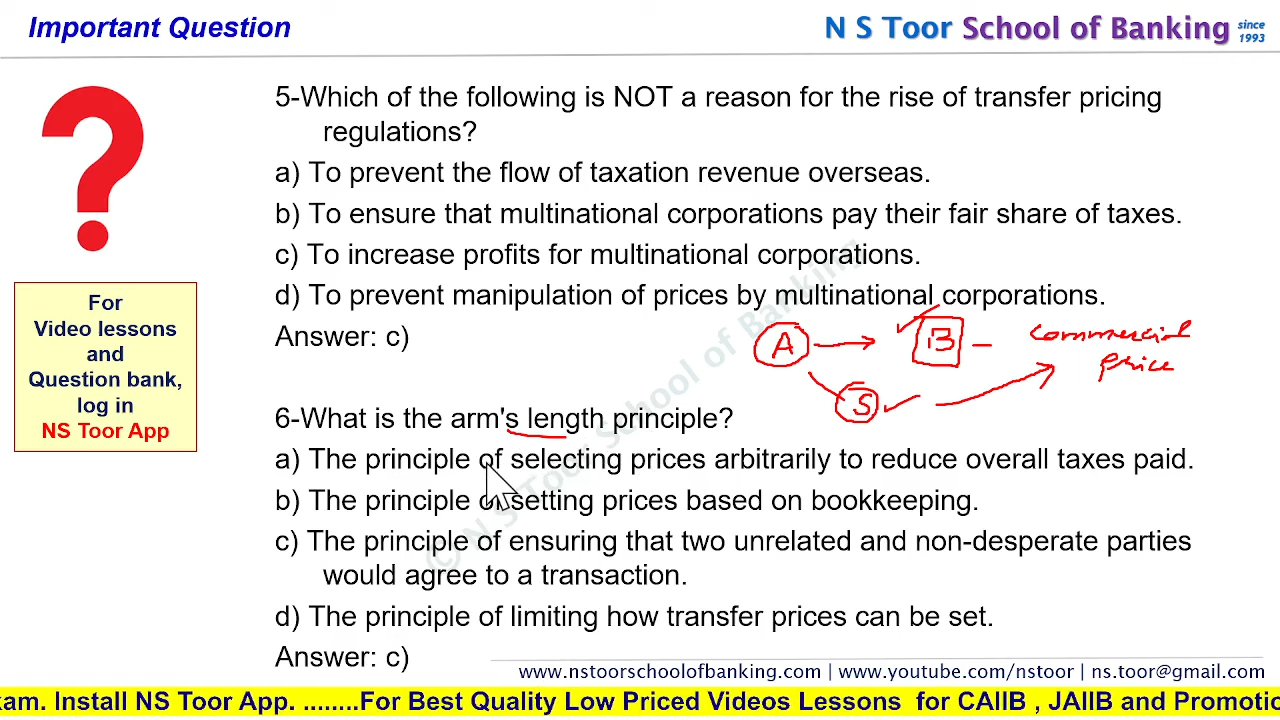 Important Question
N S Toor School of Banking since 1993
5-Which of the following is NOT a reason for the rise of transfer pricing
regulations?
a) To prevent the flow of taxation revenue overseas.
b) To ensure that multinational corporations pay their fair share of taxes.
c) To increase profits for multinational corporations.
d) To prevent manipulation of prices by multinational corporations.
Answer: c)
A B commercial
price
S
For
Video lessons
and
Question bank,
log in
NS Toor App
6-What is the arm's length principle?
a) The principle of selecting prices arbitrarily to reduce overall taxes paid.
b) The principle of setting prices based on bookkeeping.
c) The principle of ensuring that two unrelated and non-desperate parties
would agree to a transaction.
d) The principle of limiting how transfer prices can be set.
Answer: c)
© N S Toor School of Banking
www.nstoorschoolofbanking.com | www.youtube.com/nstoor | ns.toor@gmail.com
xam. Install NS Toor App. ........For Best Quality Low Priced Videos Lessons for CAIIB , JAIIB and Promotio